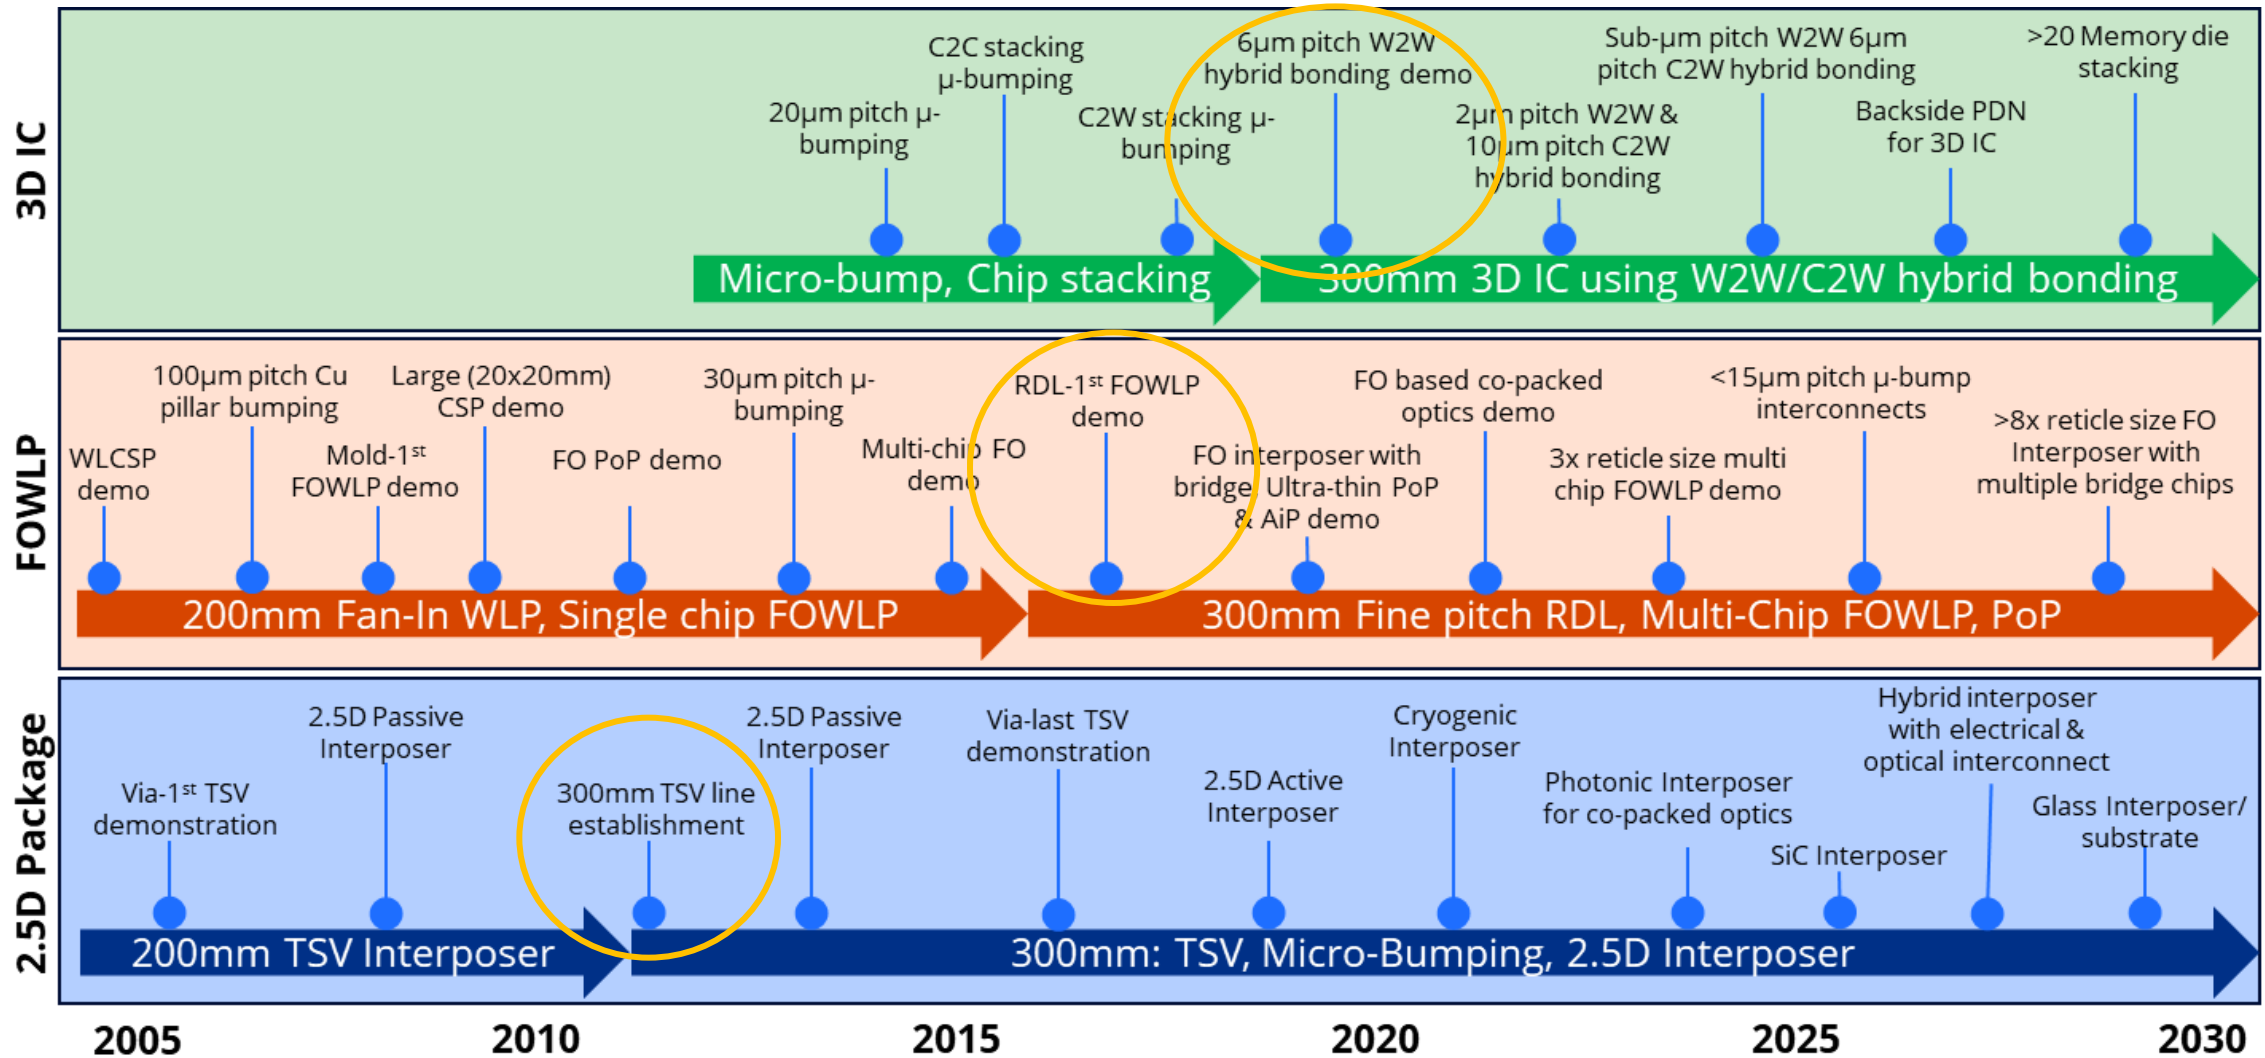 3D IC
20µm pitch µ-
bumping
C2C stacking
µ-bumping
C2W stacking µ-
bumping
6µm pitch W2W
hybrid bonding demo
2µm pitch W2W &
10µm pitch C2W
hybrid bonding
Sub-µm pitch W2W 6µm
pitch C2W hybrid bonding
Backside PDN
for 3D IC
>20 Memory die
stacking
Micro-bump, Chip stacking
300mm 3D IC using W2W/C2W hybrid bonding
FOWLP
WLCSP
demo
100µm pitch Cu
pillar bumping
Mold-1st
FOWLP demo
Large (20x20mm)
CSP demo
FO PoP demo
30µm pitch µ-
bumping
Multi-chip FO
demo
RDL-1st FOWLP
demo
FO interposer with
bridge, Ultra-thin PoP
& AiP demo
FO based co-packed
optics demo
3x reticle size multi
chip FOWLP demo
<15µm pitch µ-bump
interconnects
>8x reticle size FO
Interposer with
multiple bridge chips
200mm Fan-In WLP, Single chip FOWLP
300mm Fine pitch RDL, Multi-Chip FOWLP, PoP
2.5D Package
Via-1st TSV
demonstration
2.5D Passive
Interposer
300mm TSV line
establishment
2.5D Passive
Interposer
Via-last TSV
demonstration
2.5D Active
Interposer
Cryogenic
Interposer
Photonic Interposer
for co-packed optics
SiC Interposer
Hybrid interposer
with electrical &
optical interconnect
Glass Interposer/
substrate
200mm TSV Interposer
300mm: TSV, Micro-Bumping, 2.5D Interposer
2005
2010
2015
2020
2025
2030